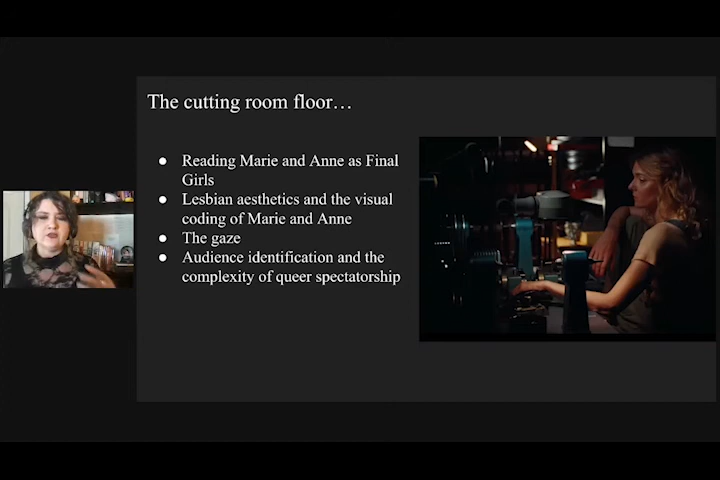 The cutting room floor…
● Reading Marie and Anne as Final
Girls
● Lesbian aesthetics and the visual
coding of Marie and Anne
● The gaze
● Audience identification and the
complexity of queer spectatorship